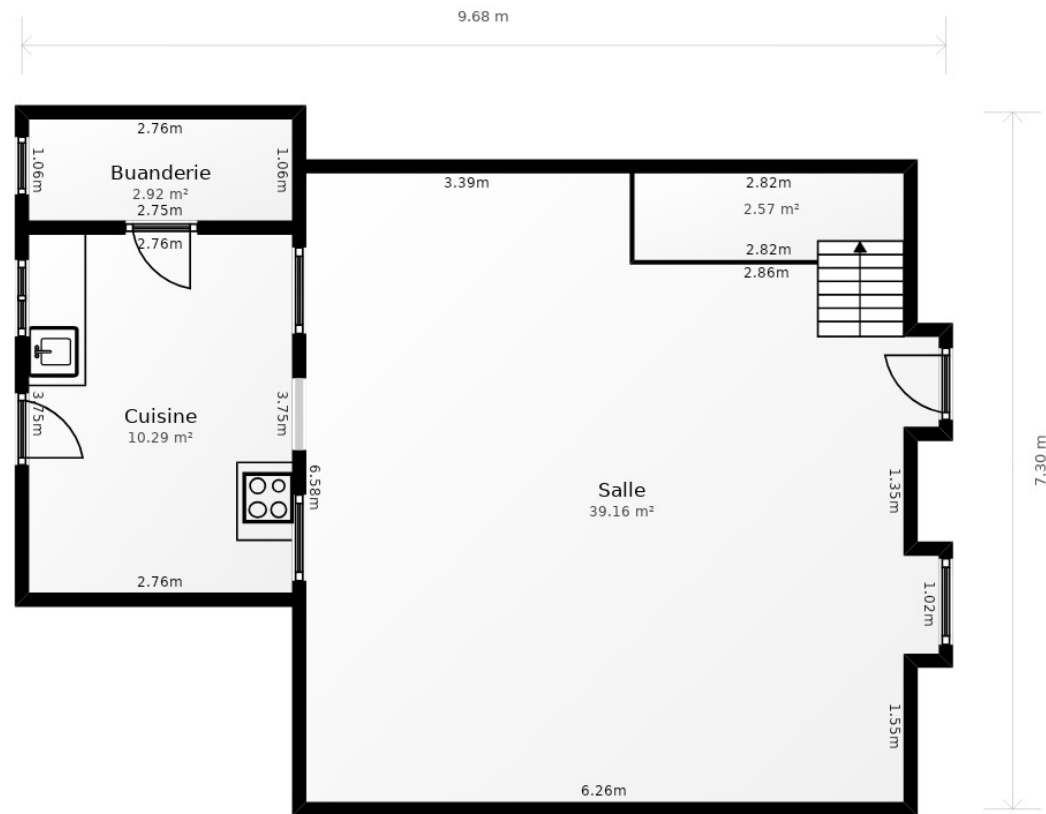 9.68 m
2.76m
1.06m
1.06m
Buanderie
2.92 m²
2.75m
3.39m
2.82m
2.57 m²
2.82m
2.86m
2.76m
3.75m
3.75m
Cuisine
10.29 m²
2.76m
6.58m
Salle
39.16 m²
1.35m
1.02m
1.55m
6.26m
7.30 m